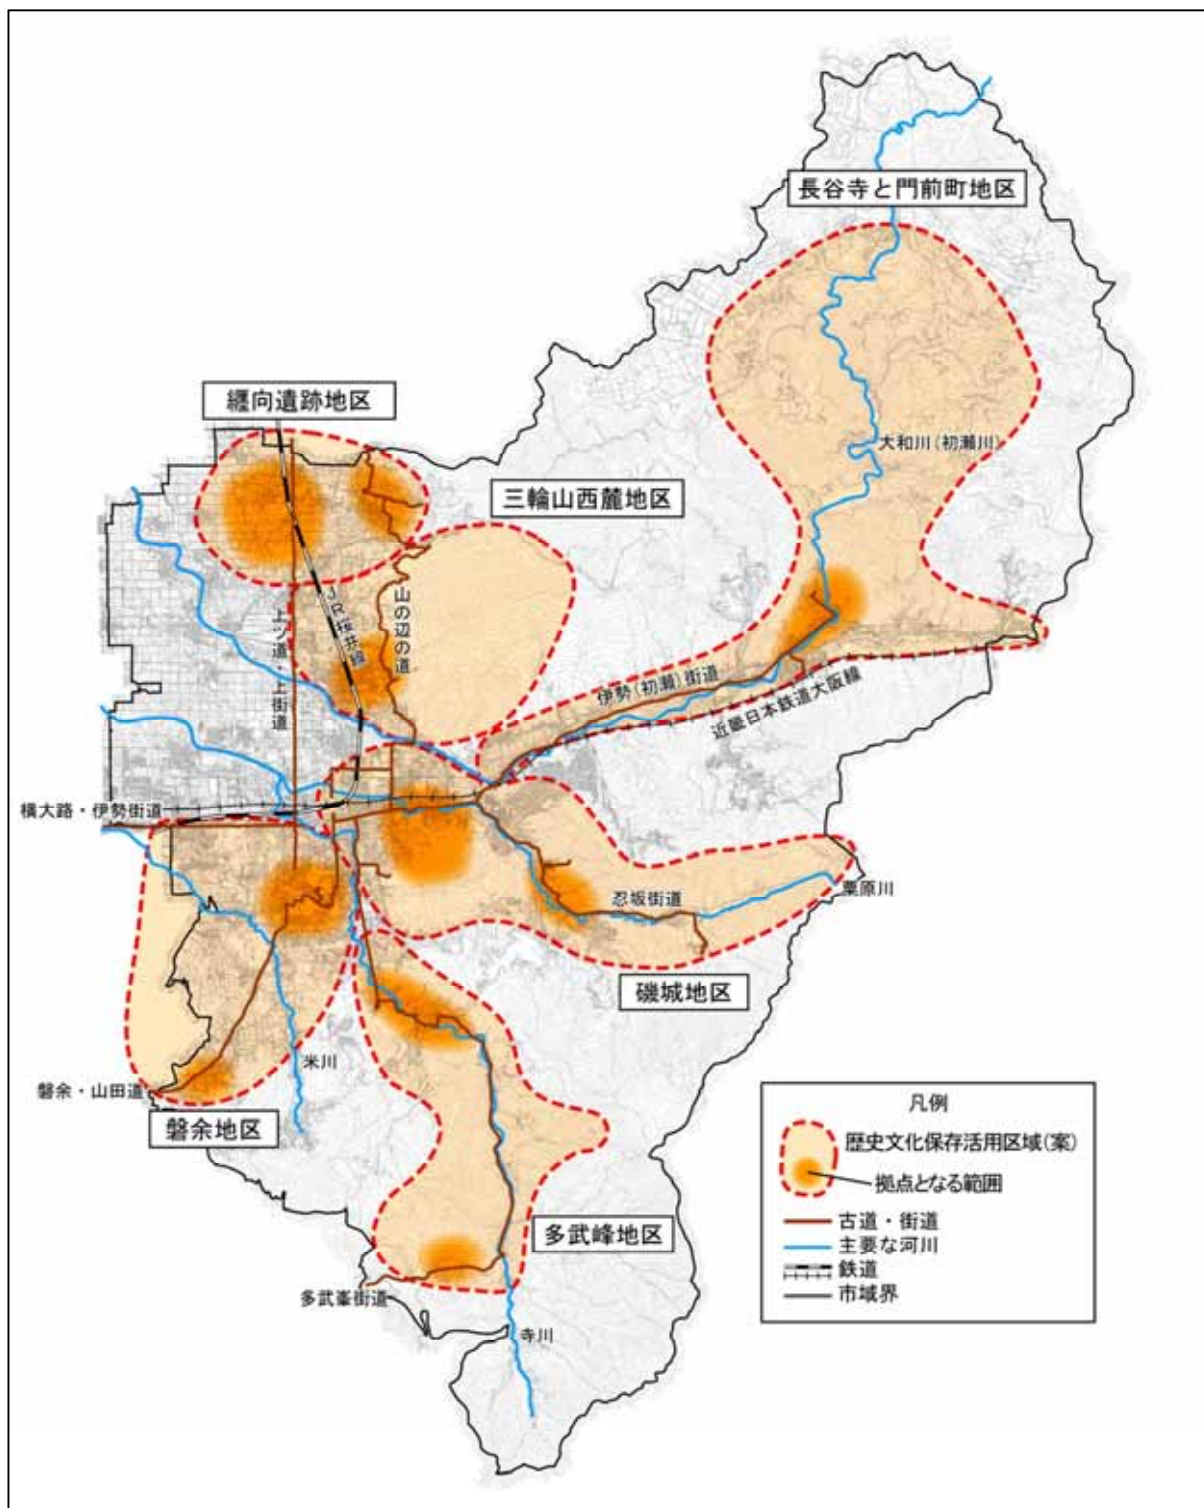 長谷寺と門前町地区
纒向遺跡地区
大和川(初瀬川)
三輪山西麓地区
JR桜井線
山の辺の道
上ツ道・上街道
伊勢(初瀬)街道
近畿日本鉄道大阪線
横大路・伊勢街道
忍坂街道
粟原川
磯城地区
米川
磐余・山田道
磐余地区
多武峰地区
多武峯街道
寺川
凡例
歴史文化保存活用区域(案)
拠点となる範囲
古道・街道
主要な河川
鉄道
市域界